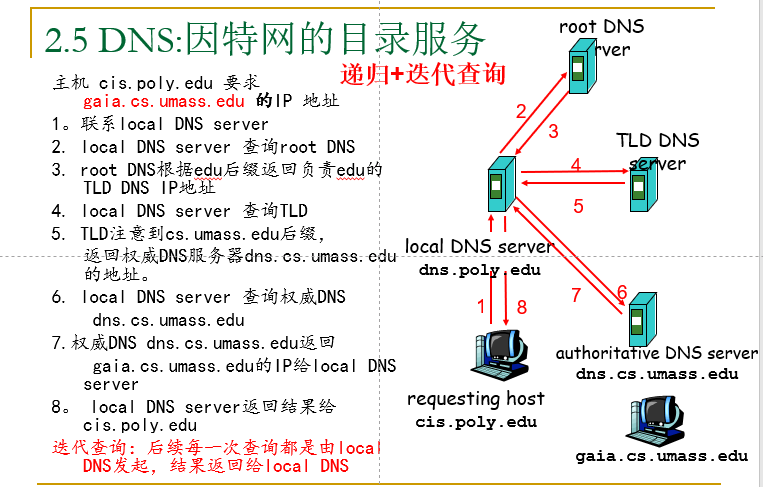 2.5 DNS:因特网的目录服务
递归+迭代查询
主机 cis.poly.edu 要求
gaia.cs.umass.edu 的IP 地址
1。联系local DNS server
2. local DNS server 查询root DNS
3. root DNS根据edu后缀返回负责edu的
TLD DNS IP地址
4. local DNS server 查询TLD
5. TLD注意到cs.umass.edu后缀，
返回权威DNS服务器dns.cs.umass.edu
的地址。
6. local DNS server 查询权威DNS
dns.cs.umass.edu
7.权威DNS dns.cs.umass.edu返回
gaia.cs.umass.edu的IP给local DNS
server
8。 local DNS server返回结果给
cis.poly.edu
迭代查询：后续每一次查询都是由local
DNS发起，结果返回给local DNS
root DNS
rver
2
3
TLD DNS
server
4
5
local DNS server
dns.poly.edu
1
8
7
6
authoritative DNS server
dns.cs.umass.edu
requesting host
cis.poly.edu
gaia.cs.umass.edu